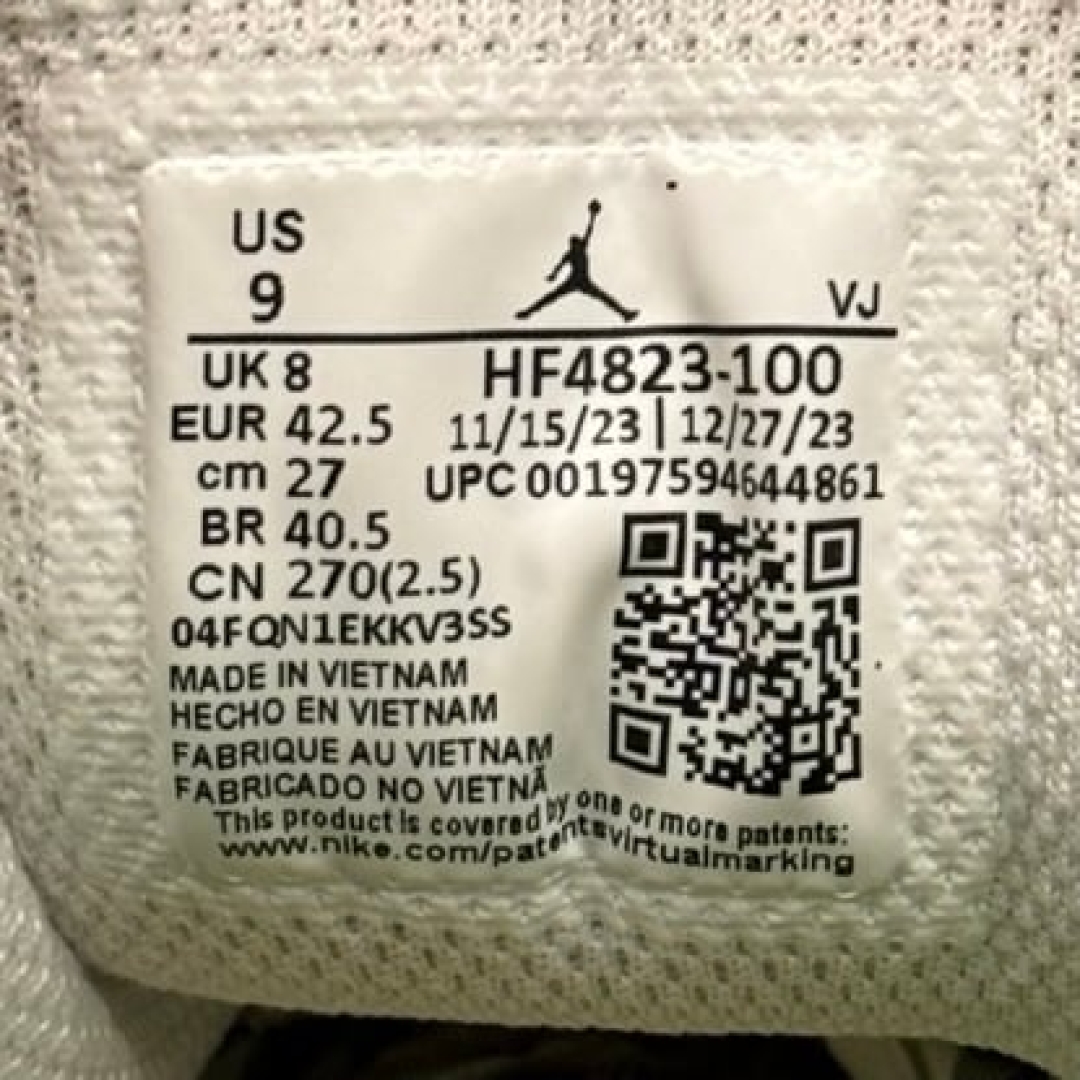 US
9
VJ
UK 8
HF4823-100
EUR 42.5
11/15/23 | 12/27/23
cm 27
UPC 00197594644861
BR 40.5
CN 270(2.5)
04FQN1EKKV3SS
MADE IN VIETNAM
HECHO EN VIETNAM
FABRIQUE AU VIETNAM
FABRICADO NO VIETNÃ
This product is covered by one or more patents:
www.nike.com/patentsvirtualmarking